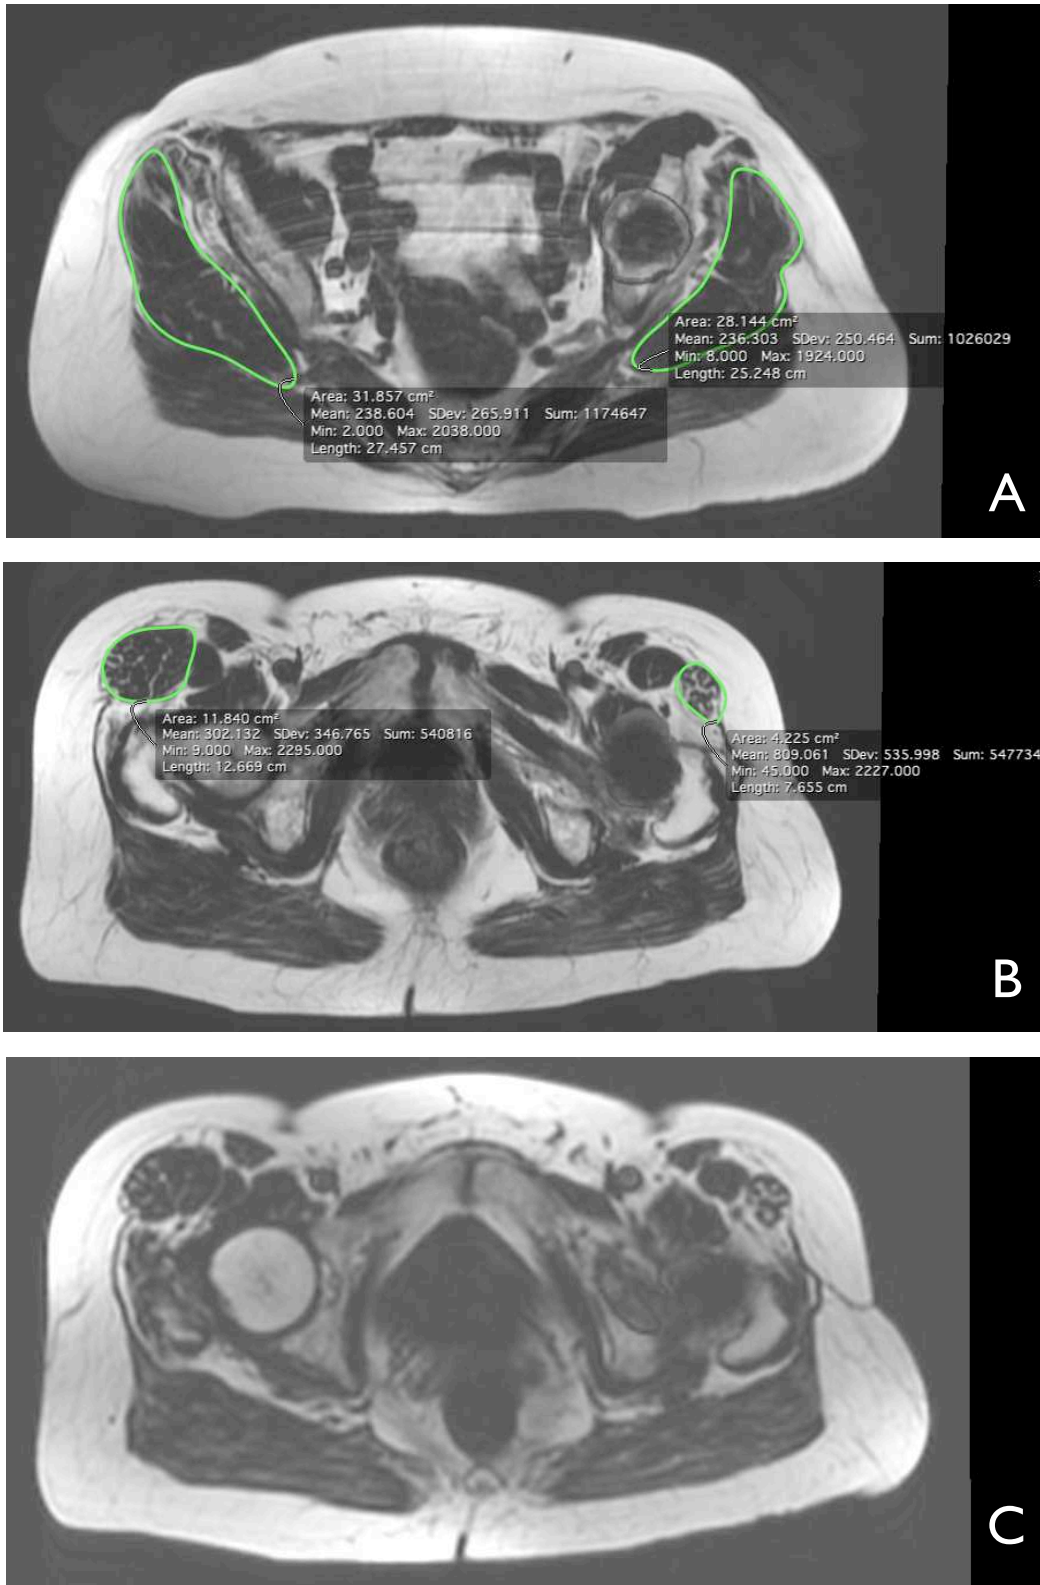 Area: 28.144 cm²
Mean: 236.303 SDev: 250.464 Sum: 1026029
Min: 8.000 Max: 1924.000
Length: 25.248 cm
Area: 31.857 cm²
Mean: 238.604 SDev: 265.911 Sum: 1174647
Min: 2.000 Max: 2038.000
Length: 27.457 cm
A
Area: 11.840 cm²
Mean: 302.132 SDev: 346.765 Sum: 540816
Min: 9.000 Max: 2295.000
Length: 12.669 cm
Area: 4.225 cm²
Mean: 809.061 SDev: 535.998 Sum: 547734
Min: 45.000 Max: 2227.000
Length: 7.655 cm
B
C